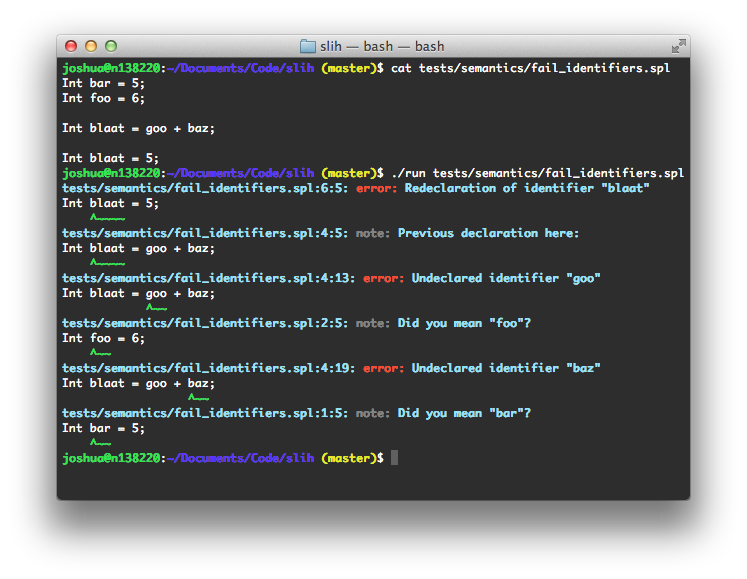 slih — bash — bash
joshua@n138220:~/Documents/Code/slih (master)$ cat tests/semantics/fail_identifiers.spl
Int bar = 5;
Int foo = 6;
Int blaat = goo + baz;
Int blaat = 5;
joshua@n138220:~/Documents/Code/slih (master)$ ./run tests/semantics/fail_identifiers.spl
tests/semantics/fail_identifiers.spl:6:5: error: Redeclaration of identifier "blaat"
Int blaat = 5;
    ^~~~~
tests/semantics/fail_identifiers.spl:4:5: note: Previous declaration here:
Int blaat = goo + baz;
    ^~~~~
tests/semantics/fail_identifiers.spl:4:13: error: Undeclared identifier "goo"
Int blaat = goo + baz;
            ^~~
tests/semantics/fail_identifiers.spl:2:5: note: Did you mean "foo"?
Int foo = 6;
    ^~~
tests/semantics/fail_identifiers.spl:4:19: error: Undeclared identifier "baz"
Int blaat = goo + baz;
                  ^~~
tests/semantics/fail_identifiers.spl:1:5: note: Did you mean "bar"?
Int bar = 5;
    ^~~
joshua@n138220:~/Documents/Code/slih (master)$